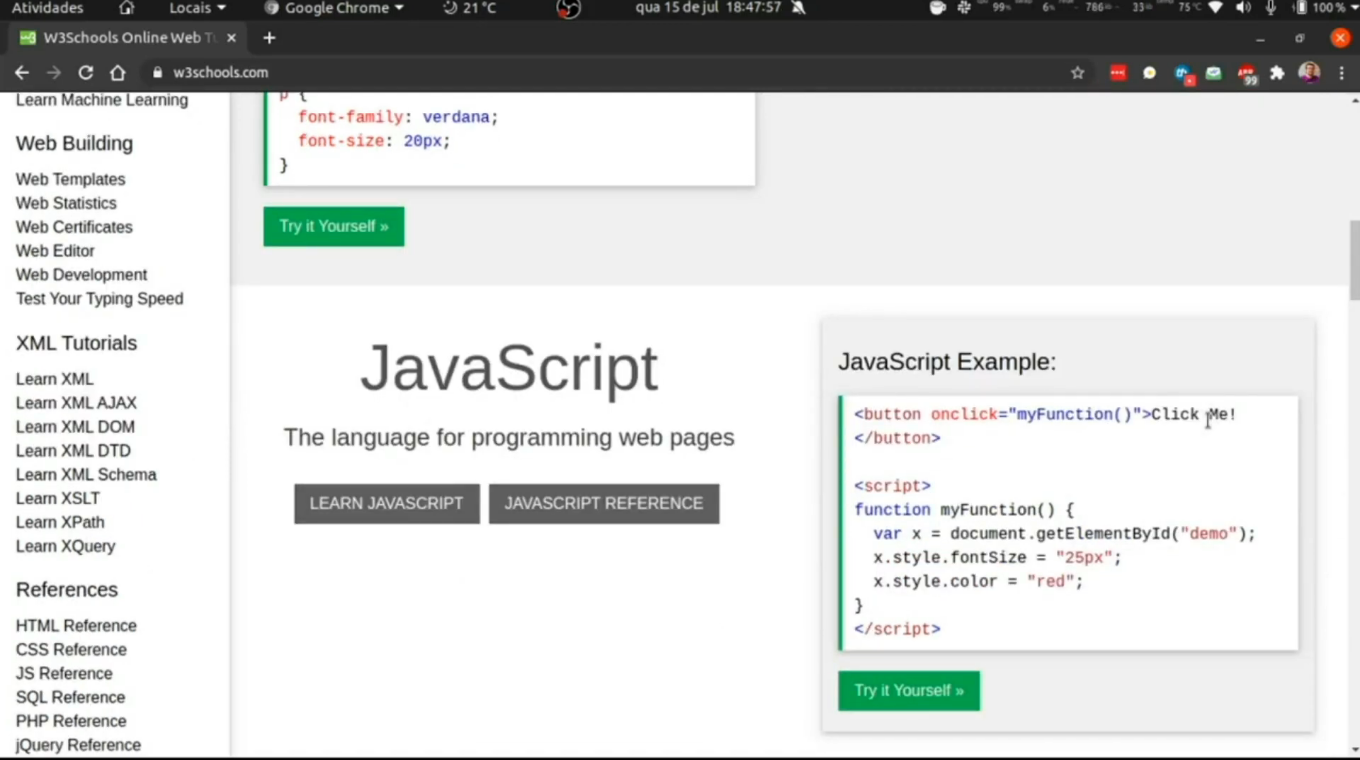 Atividades
Locais
Google Chrome
21 °C
qua 15 de jul 18:47:57
99%
6%
786
33
75°C
100 %
W3Schools Online Web Tu
w3schools.com
99
Learn Machine Learning
Web Building
Web Templates
Web Statistics
Web Certificates
Web Editor
Web Development
Test Your Typing Speed
XML Tutorials
Learn XML
Learn XML AJAX
Learn XML DOM
Learn XML DTD
Learn XML Schema
Learn XSLT
Learn XPath
Learn XQuery
References
HTML Reference
CSS Reference
JS Reference
SQL Reference
PHP Reference
jQuery Reference
p {
font-family: verdana;
font-size: 20px;
}
Try it Yourself »
JavaScript
The language for programming web pages
LEARN JAVASCRIPT
JAVASCRIPT REFERENCE
JavaScript Example:
<button onclick="myFunction()">Click Me!
</button>
<script>
function myFunction() {
var x = document.getElementById("demo");
x.style.fontSize = "25px";
x.style.color = "red";
}
</script>
Try it Yourself »